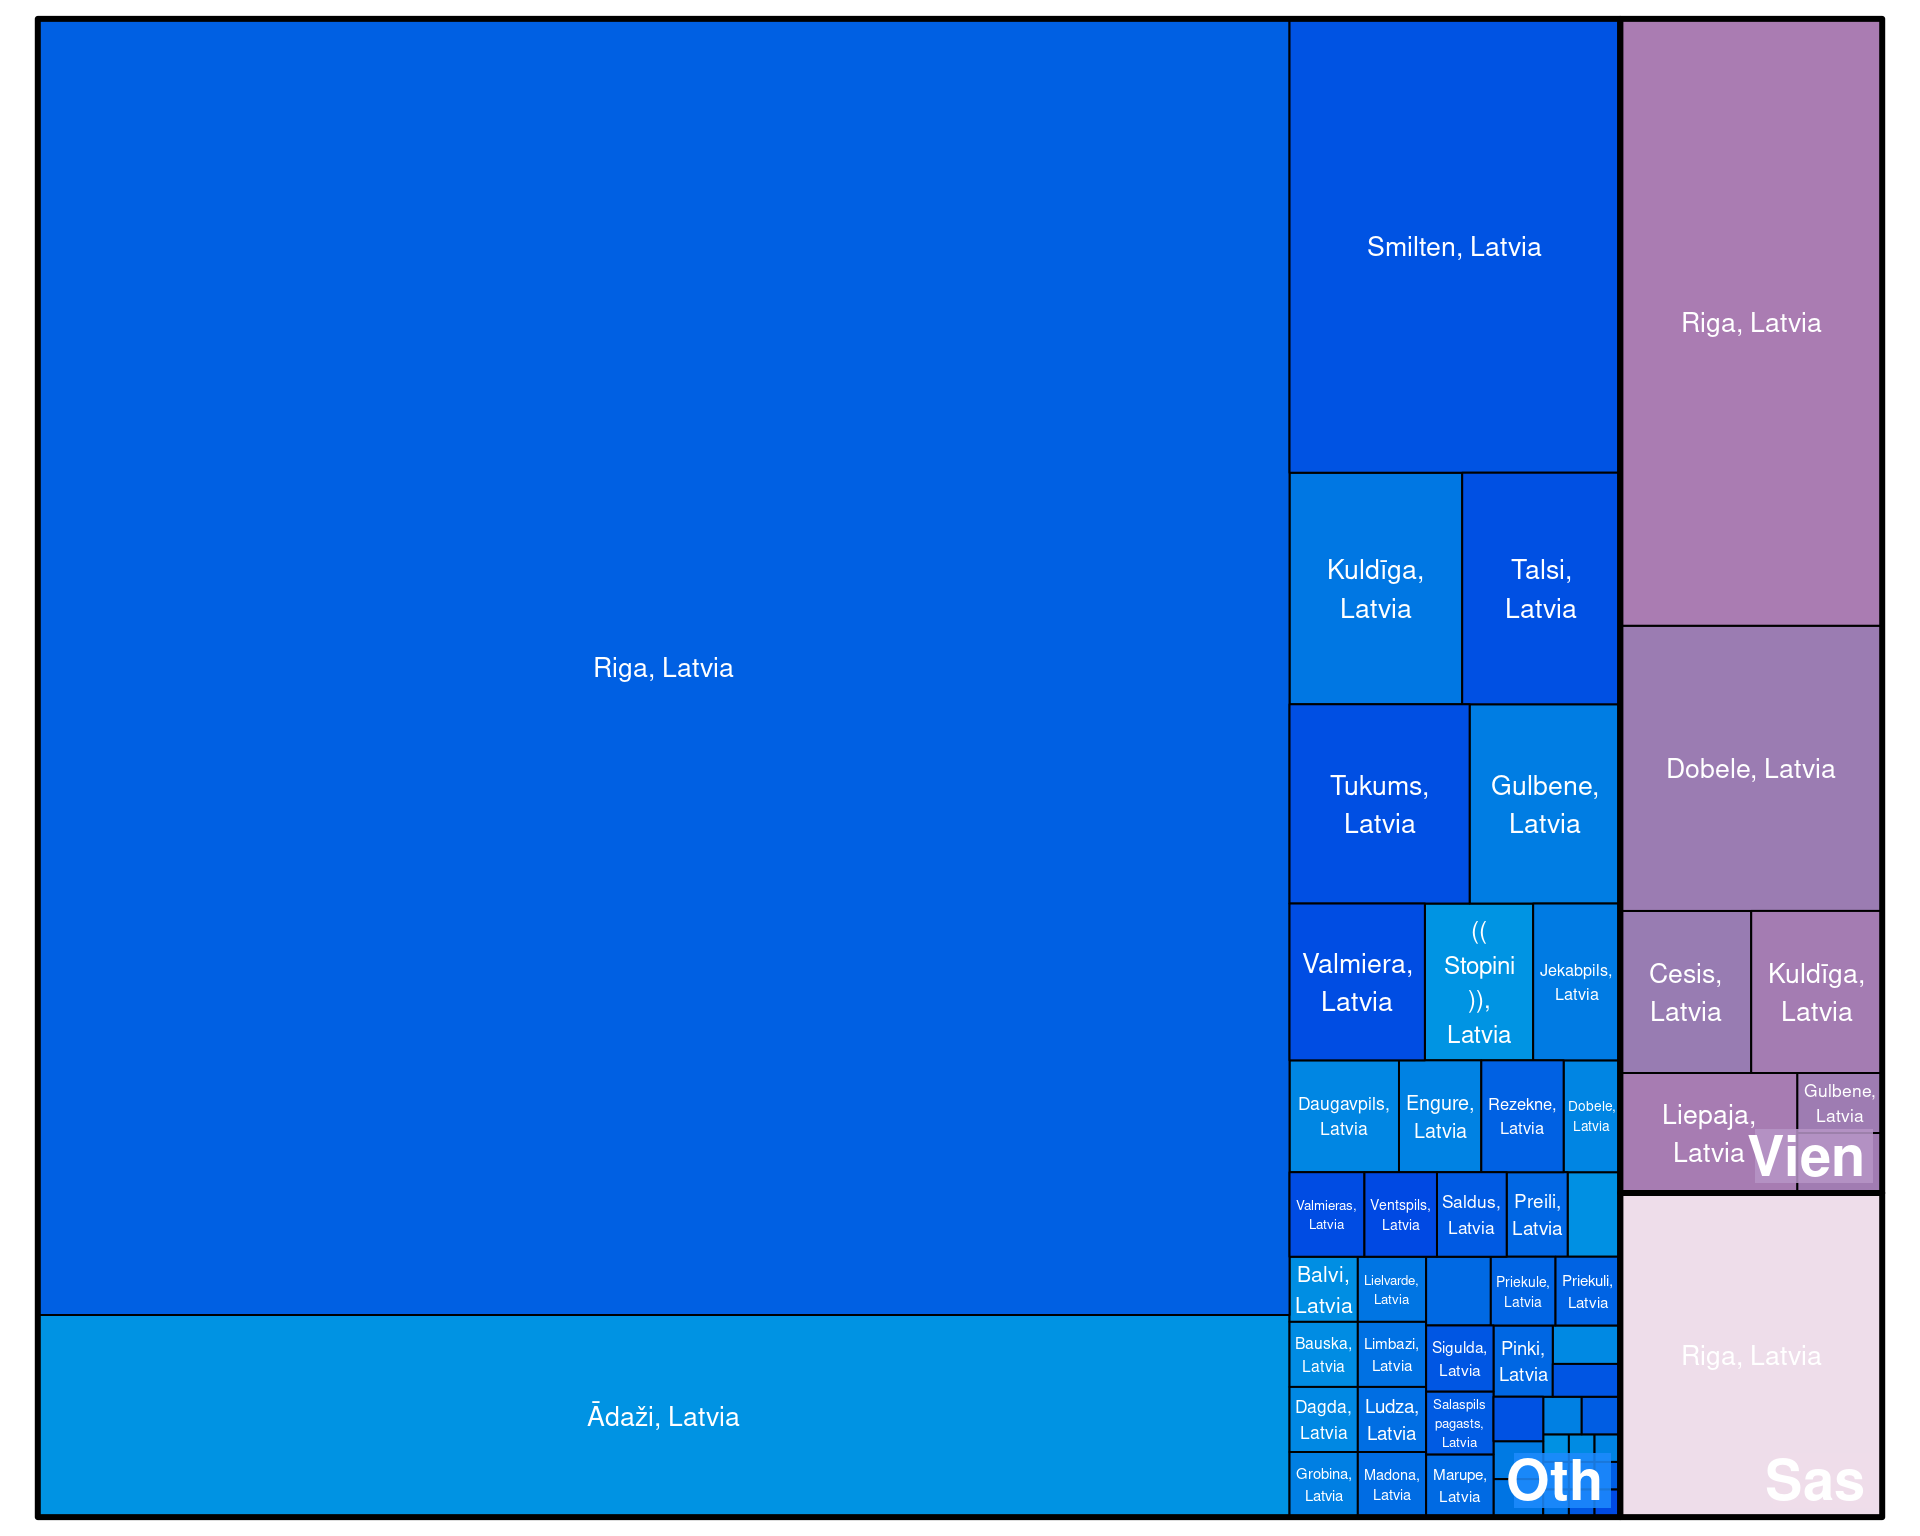 Riga, Latvia
Ādaži, Latvia
Smilten, Latvia
Kuldīga,
Latvia
Talsi,
Latvia
Tukums,
Latvia
Gulbene,
Latvia
Valmiera,
Latvia
((
Stopini
)),
Latvia
Jekabpils,
Latvia
Daugavpils,
Latvia
Engure,
Latvia
Rezekne,
Latvia
Dobele,
Latvia
Valmieras,
Latvia
Ventspils,
Latvia
Saldus,
Latvia
Preili,
Latvia
Balvi,
Latvia
Lielvarde,
Latvia
Priekule,
Latvia
Priekuli,
Latvia
Bauska,
Latvia
Limbazi,
Latvia
Sigulda,
Latvia
Pinki,
Latvia
Dagda,
Latvia
Ludza,
Latvia
Salaspils
pagasts,
Latvia
Grobina,
Latvia
Madona,
Latvia
Marupe,
Latvia
Oth
Riga, Latvia
Dobele, Latvia
Cesis,
Latvia
Kuldīga,
Latvia
Liepaja,
Latvia
Gulbene,
Latvia
Vien
Riga, Latvia
Sas